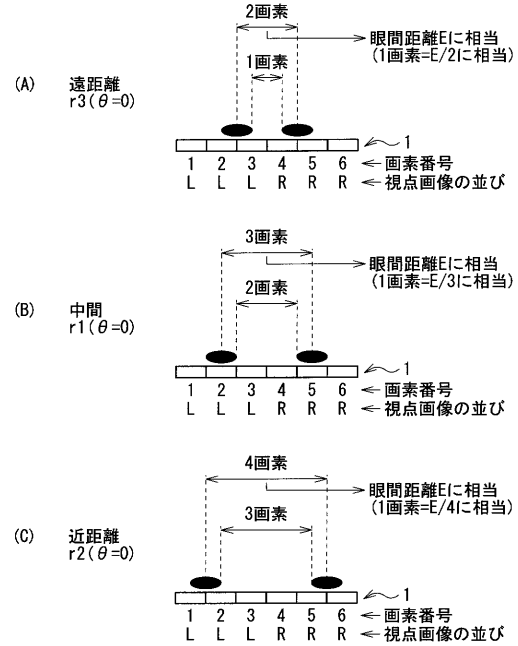 2画素
眼間距離Eに相当
(1画素=E/2に相当)
1画素
(A) 遠距離
r3(θ=0)
1
1 2 3 4 5 6 ←画素番号
L L L R R R ←視点画像の並び
3画素
眼間距離Eに相当
(1画素=E/3に相当)
2画素
(B) 中間
r1(θ=0)
1
1 2 3 4 5 6 ←画素番号
L L L R R R ←視点画像の並び
4画素
眼間距離Eに相当
(1画素=E/4に相当)
3画素
(C) 近距離
r2(θ=0)
1
1 2 3 4 5 6 ←画素番号
L L L R R R ←視点画像の並び